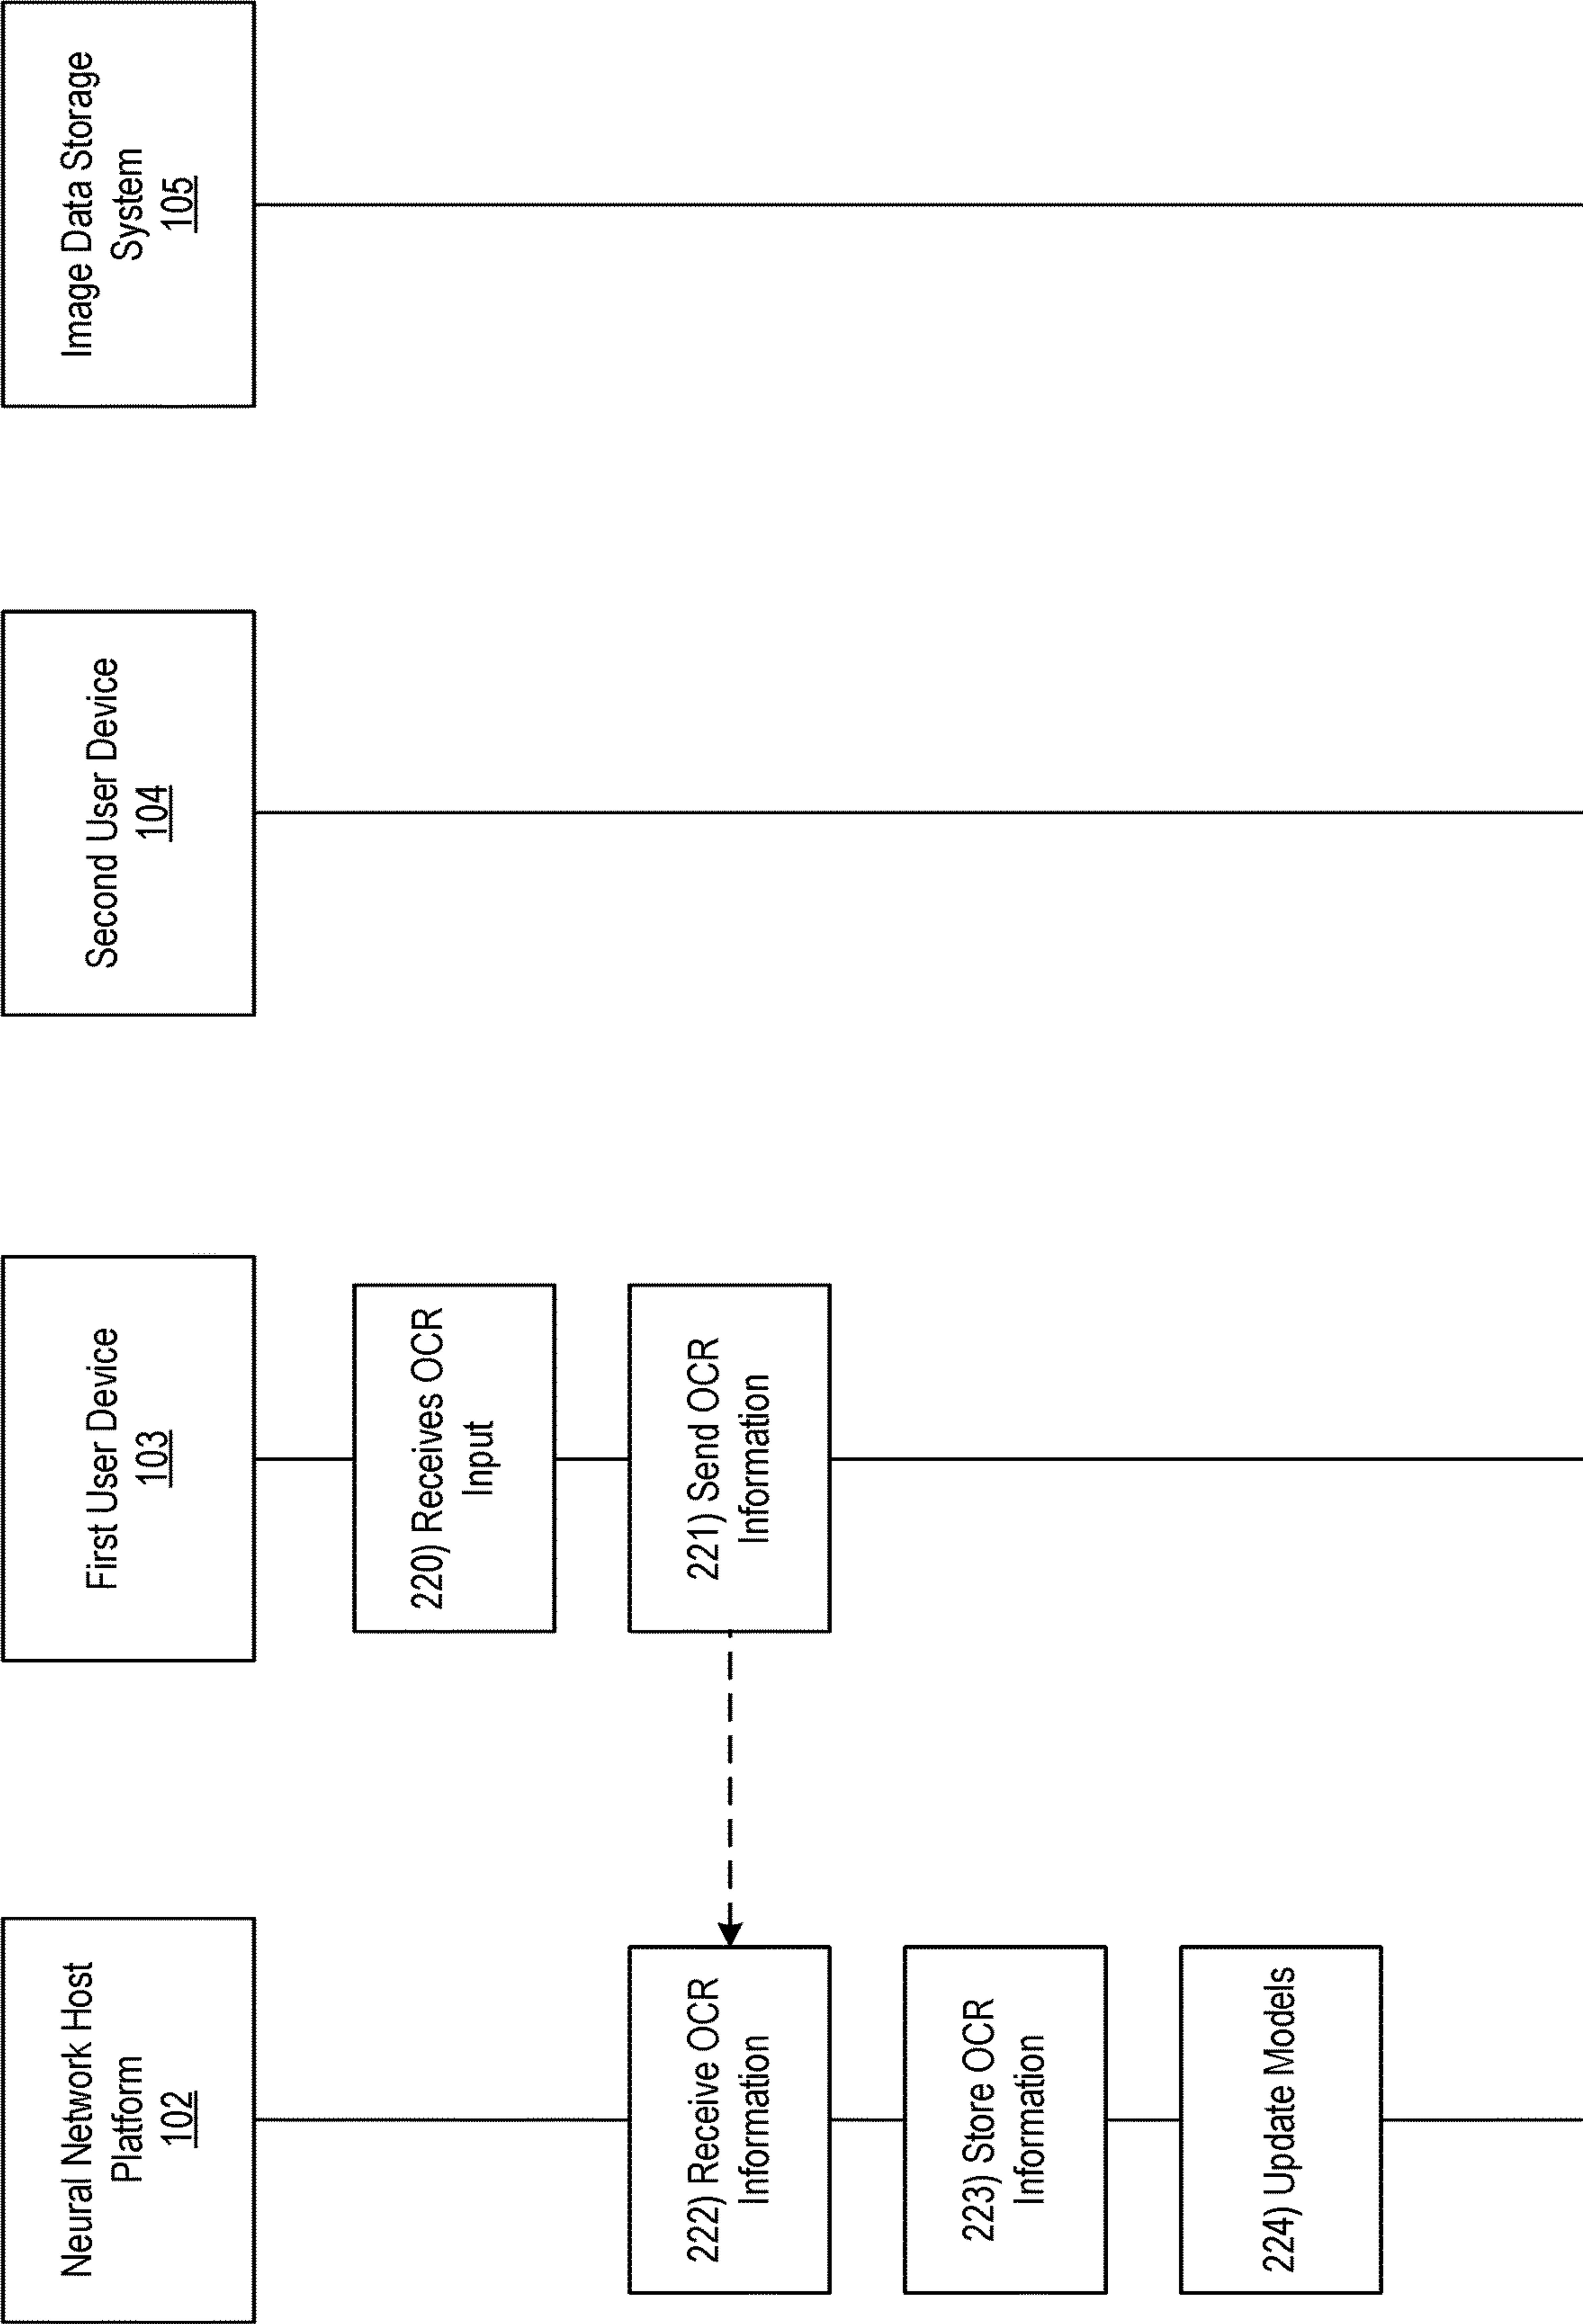 Neural Network Host
Platform
102
First User Device
103
Second User Device
104
Image Data Storage
System
105
220) Receives OCR
Input
221) Send OCR
Information
222) Receive OCR
Information
223) Store OCR
Information
224) Update Models